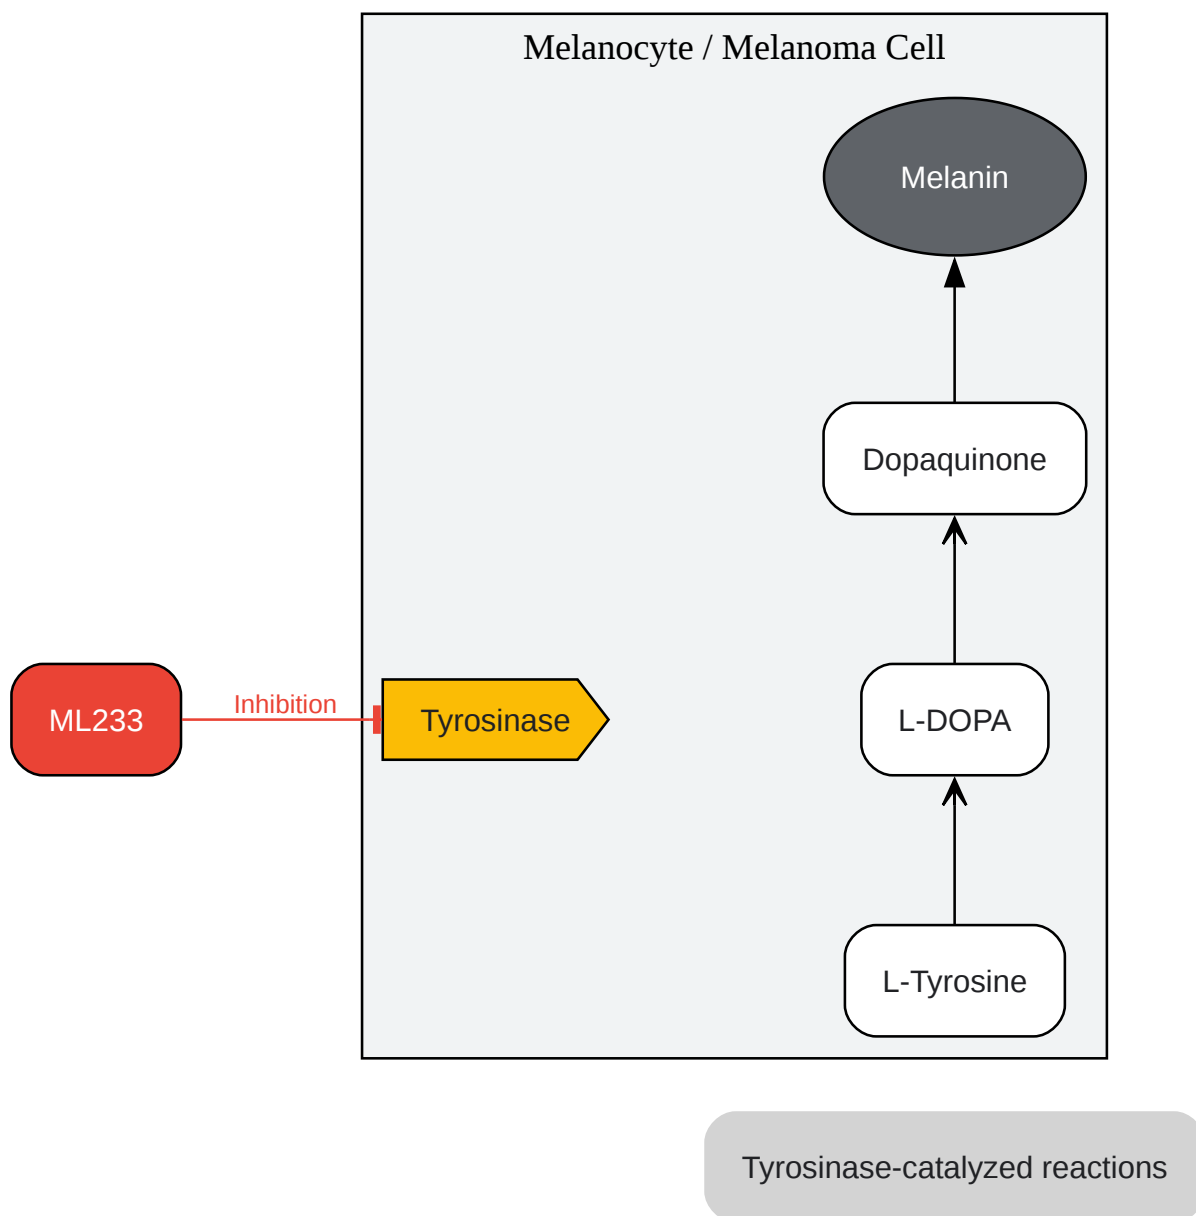 Melanocyte / Melanoma Cell
Melanin
Dopaquinone
ML233
Inhibition
Tyrosinase
L-DOPA
L-Tyrosine
Tyrosinase-catalyzed reactions